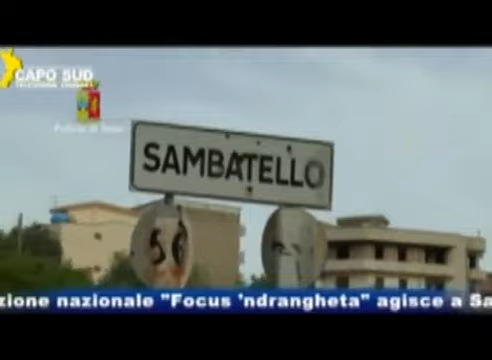 CAPO SUD
Polizia di Stato
SAMBATELLO
50
zione nazionale "Focus 'ndrangheta" agisce a Sa